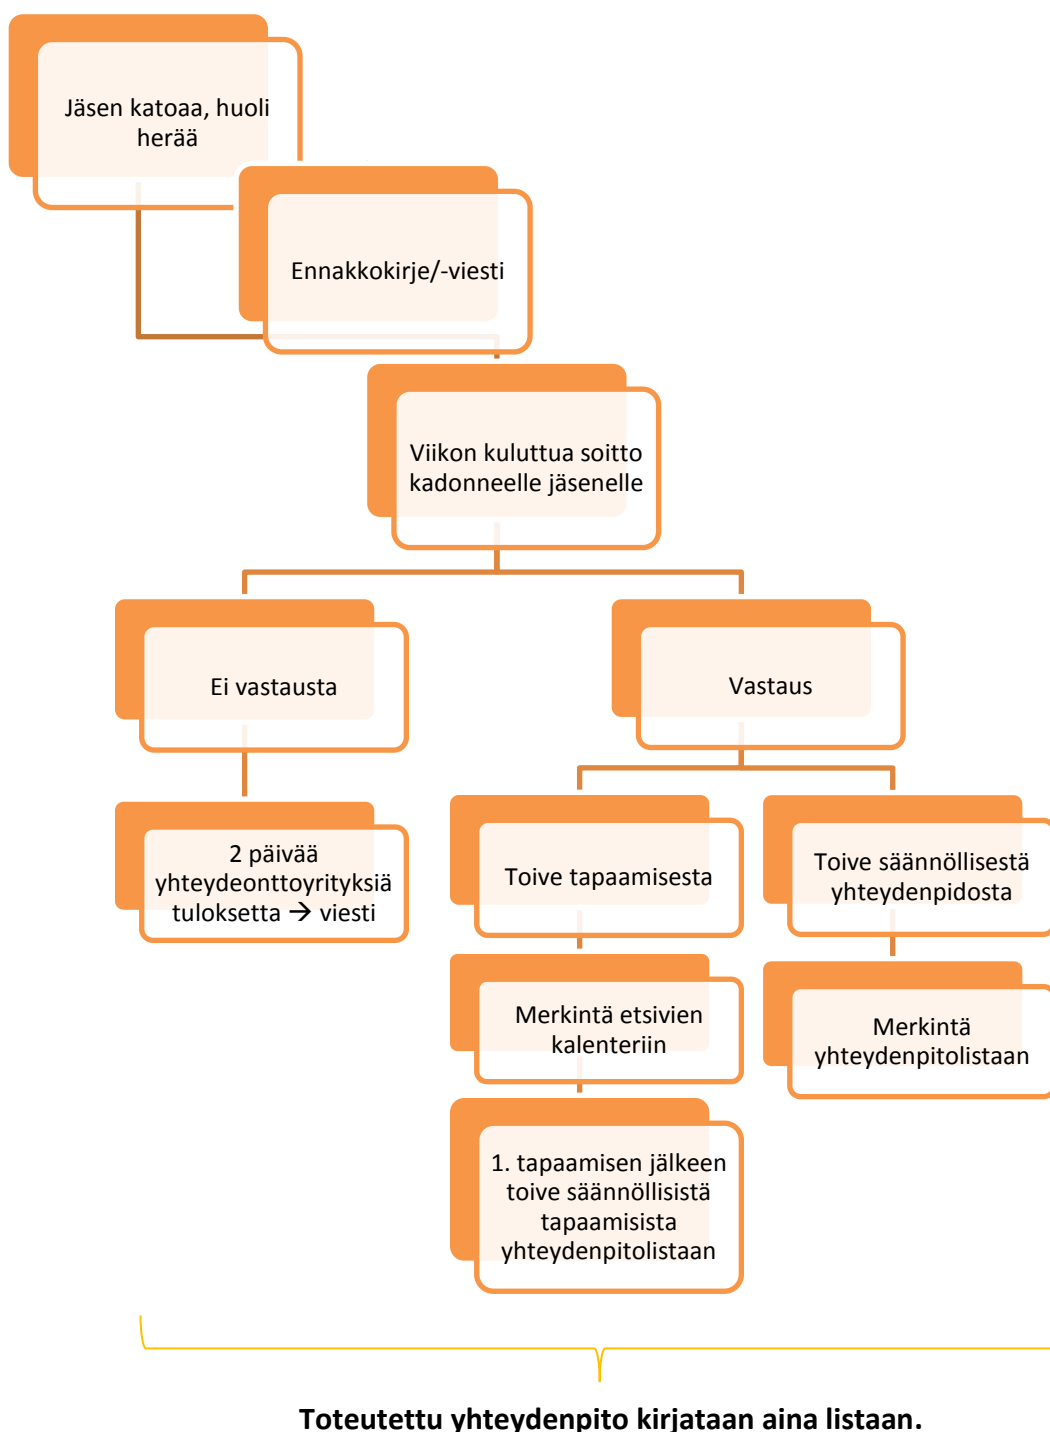 Jäsen katoaa, huoli
herää
Ennakkokirje/-viesti
Viikon kuluttua soitto
kadonneelle jäsenelle
Ei vastausta
Vastaus
2 päivää
yhteydeonttoyrityksiä
tuloksetta → viesti
Toive tapaamisesta
Toive säännöllisestä
yhteydenpidosta
Merkintä etsivien
kalenteriin
Merkintä
yhteydenpitolistaan
1. tapaamisen jälkeen
toive säännöllisistä
tapaamisista
yhteydenpitolistaan
Toteutettu yhteydenpito kirjataan aina listaan.